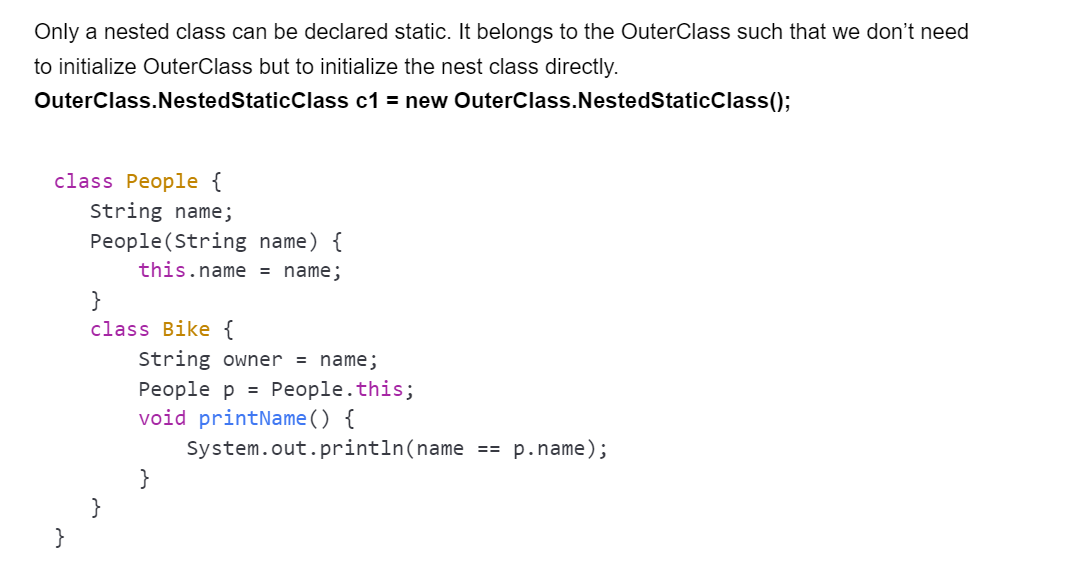 Only a nested class can be declared static. It belongs to the OuterClass such that we don’t need
to initialize OuterClass but to initialize the nest class directly.
OuterClass.NestedStaticClass c1 = new OuterClass.NestedStaticClass();
class People {
   String name;
   People(String name) {
       this.name = name;
   }
   class Bike {
       String owner = name;
       People p = People.this;
       void printName() {
           System.out.println(name == p.name);
       }
   }
}